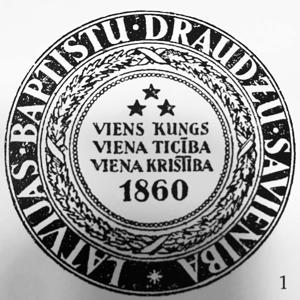 LATVIJAS · BAPTISTU · DRAUDŽU · SAVIENĪBA
VIENS KUNGS
VIENA TICĪBA
VIENA KRISTĪBA
1860
1